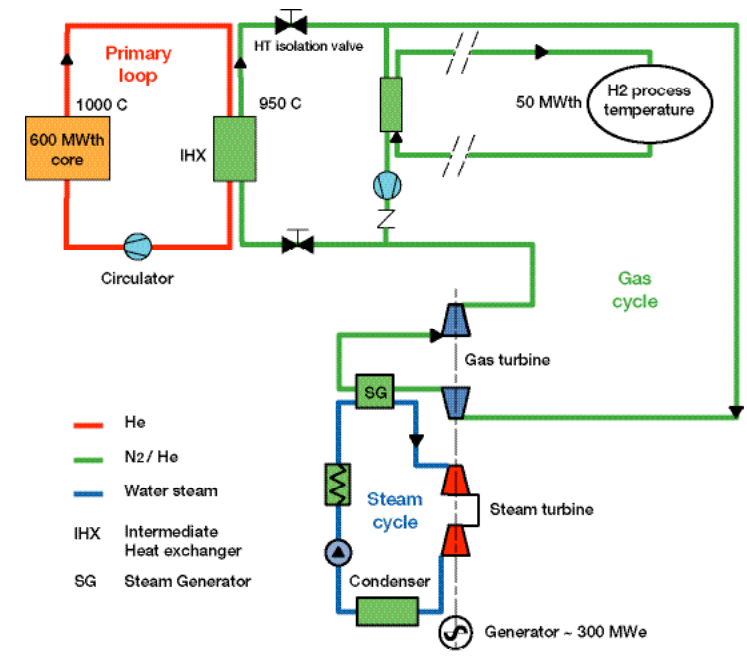 HT isolation valve
Primary
loop
1000 C
950 C
600 MWth
core
IHX
50 MWth
H2 process
temperature
Circulator
Gas
cycle
Gas turbine
SG
He
N2 / He
Water steam
IHX
Intermediate
Heat exchanger
SG
Steam Generator
Steam
cycle
Steam turbine
Condenser
Generator ~ 300 MWe